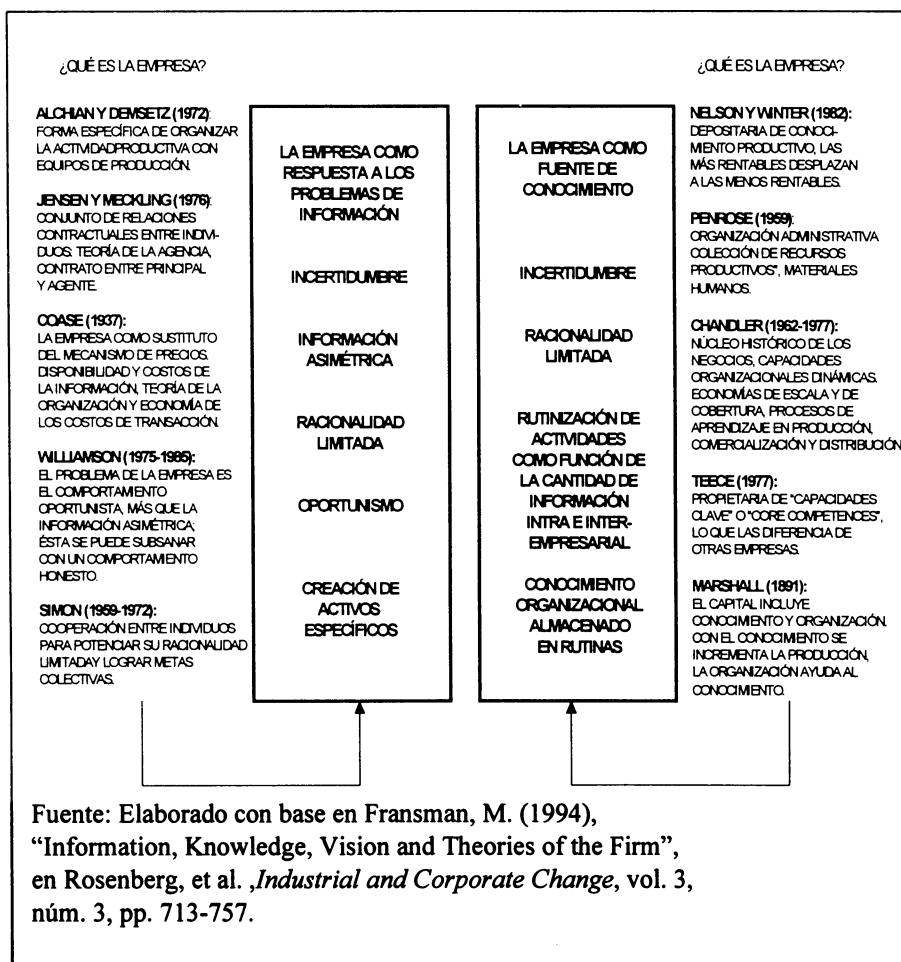 ¿QUÉ ES LA EMPRESA?
ALCHIAN Y DEMSETZ (1972):
FORMA ESPECÍFICA DE ORGANIZAR
LA ACTIVIDADPRODUCTIVA CON
EQUIPOS DE PRODUCCIÓN.
JENSEN Y MECKLING (1976):
CONJUNTO DE RELACIONES
CONTRACTUALES ENTRE INDIVI-
DUOS: TEORÍA DE LA AGENCIA,
CONTRATO ENTRE PRINCIPAL
Y AGENTE.
COASE (1937):
LA EMPRESA COMO SUSTITUTO
DEL MECANISMO DE PRECIOS.
DISPONIBILIDAD Y COSTOS DE
LA INFORMACIÓN, TEORÍA DE LA
ORGANIZACIÓN Y ECONOMÍA DE
LOS COSTOS DE TRANSACCIÓN.
WILLIAMSON (1975-1985):
EL PROBLEMA DE LA EMPRESA ES
EL COMPORTAMIENTO
OPORTUNISTA, MÁS QUE LA
INFORMACIÓN ASIMÉTRICA;
ÉSTA SE PUEDE SUBSANAR
CON UN COMPORTAMIENTO
HONESTO.
SIMON (1959-1972):
COOPERACIÓN ENTRE INDIVIDUOS
PARA POTENCIAR SU RACIONALIDAD
LIMITADA Y LOGRAR METAS
COLECTIVAS.
LA EMPRESA COMO
RESPUESTA A LOS
PROBLEMAS DE
INFORMACIÓN
INCERTIDUMBRE
INFORMACIÓN
ASIMÉTRICA
RACIONALIDAD
LIMITADA
OPORTUNISMO
CREACIÓN DE
ACTIVOS
ESPECÍFICOS
LA EMPRESA COMO
FUENTE DE
CONOCIMIENTO
INCERTIDUMBRE
RACIONALIDAD
LIMITADA
RUTINIZACIÓN DE
ACTIVIDADES
COMO FUNCIÓN DE
LA CANTIDAD DE
INFORMACIÓN
INTRA E INTER-
EMPRESARIAL
CONOCIMIENTO
ORGANIZACIONAL
ALMACENADO
EN RUTINAS
¿QUÉ ES LA EMPRESA?
NELSON Y WINTER (1982):
DEPOSITARIA DE CONOCI-
MIENTO PRODUCTIVO, LAS
MÁS RENTABLES DESPLAZAN
A LAS MENOS RENTABLES.
PENROSE (1959):
ORGANIZACIÓN ADMINISTRATIVA
COLECCIÓN DE RECURSOS
PRODUCTIVOS", MATERIALES
HUMANOS.
CHANDLER (1962-1977):
NÚCLEO HISTÓRICO DE LOS
NEGOCIOS, CAPACIDADES
ORGANIZACIONALES DINÁMICAS.
ECONOMÍAS DE ESCALA Y DE
COBERTURA, PROCESOS DE
APRENDIZAJE EN PRODUCCIÓN,
COMERCIALIZACIÓN Y DISTRIBUCIÓN.
TEECE (1977):
PROPIETARIA DE "CAPACIDADES
CLAVE" O "CORE COMPETENCES",
LO QUE LAS DIFERENCIA DE
OTRAS EMPRESAS.
MARSHALL (1891):
EL CAPITAL INCLUYE
CONOCIMIENTO Y ORGANIZACIÓN.
CON EL CONOCIMIENTO SE
INCREMENTA LA PRODUCCIÓN,
LA ORGANIZACIÓN AYUDA AL
CONOCIMIENTO.
Fuente: Elaborado con base en Fransman, M. (1994),
“Information, Knowledge, Vision and Theories of the Firm”,
en Rosenberg, et al. ,Industrial and Corporate Change, vol. 3,
núm. 3, pp. 713-757.